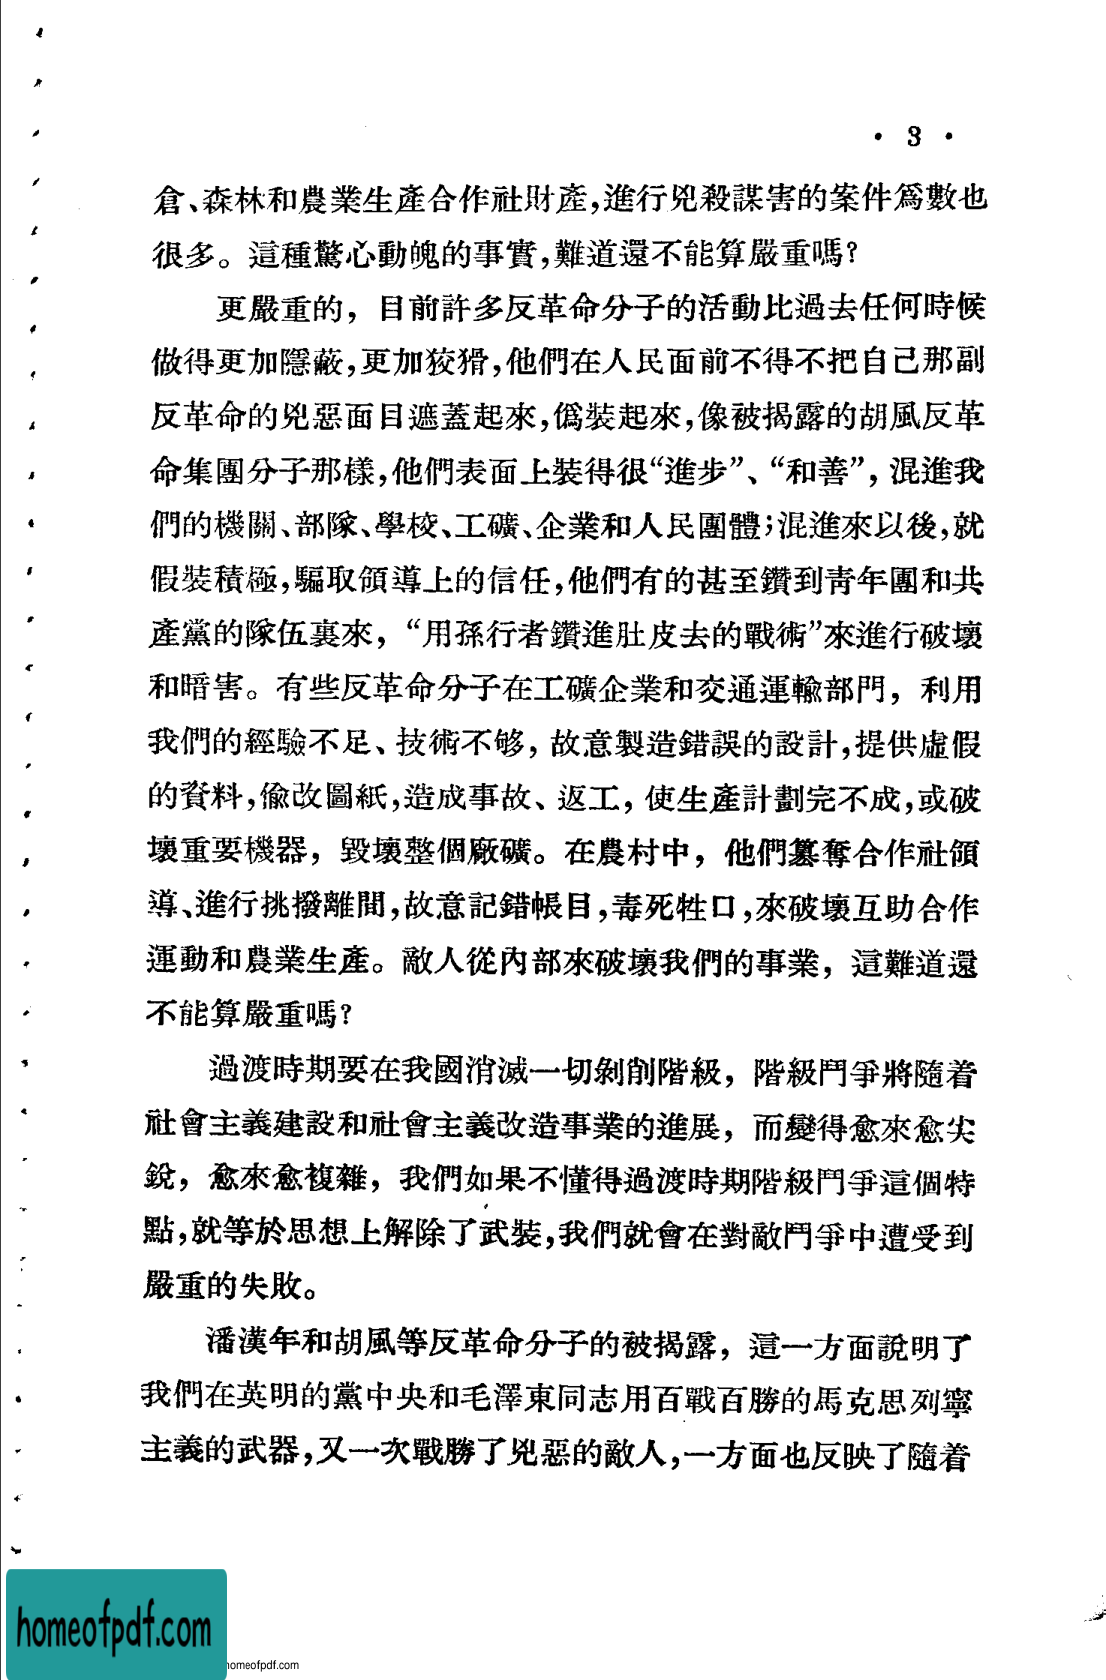 · 3 ·
倉、森林和農業生產合作社財產,進行兇殺謀害的案件爲數也
很多。這種驚心動魄的事實,難道還不能算嚴重嗎?
更嚴重的，目前許多反革命分子的活動比過去任何時候
做得更加隱蔽,更加狡猾,他們在人民面前不得不把自己那副
反革命的兇惡面目遮蓋起來,僞裝起來,像被揭露的胡風反革
命集團分子那樣,他們表面上裝得很“進步”、“和善”，混進我
們的機關、部隊、學校、工礦、企業和人民團體;混進來以後,就
假裝積極,騙取領導上的信任,他們有的甚至鑽到青年團和共
產黨的隊伍裏來，“用孫行者鑽進肚皮去的戰術”來進行破壞
和暗害。有些反革命分子在工礦企業和交通運輸部門，利用
我們的經驗不足、技術不够，故意製造錯誤的設計,提供虛假
的資料,偸改圖紙,造成事故、返工，使生產計劃完不成,或破
壞重要機器，毀壞整個廠礦。在農村中，他們篡奪合作社領
導、進行挑撥離間,故意記錯帳目,毒死牲口,來破壞互助合作
運動和農業生產。敵人從內部來破壞我們的事業，這難道還
不能算嚴重嗎?
過渡時期要在我國消滅一切剝削階級，階級鬥爭將隨着
社會主義建設和社會主義改造事業的進展，而變得愈來愈尖
銳，愈來愈複雜，我們如果不懂得過渡時期階級鬥爭這個特
點,就等於思想上解除了武裝,我們就會在對敵鬥爭中遭受到
嚴重的失敗。
潘漢年和胡風等反革命分子的被揭露，這一方面說明了
我們在英明的黨中央和毛澤東同志用百戰百勝的馬克思列寧
主義的武器,又一次戰勝了兇惡的敵人,一方面也反映了隨着
homeofpdf.com
homeofpdf.com